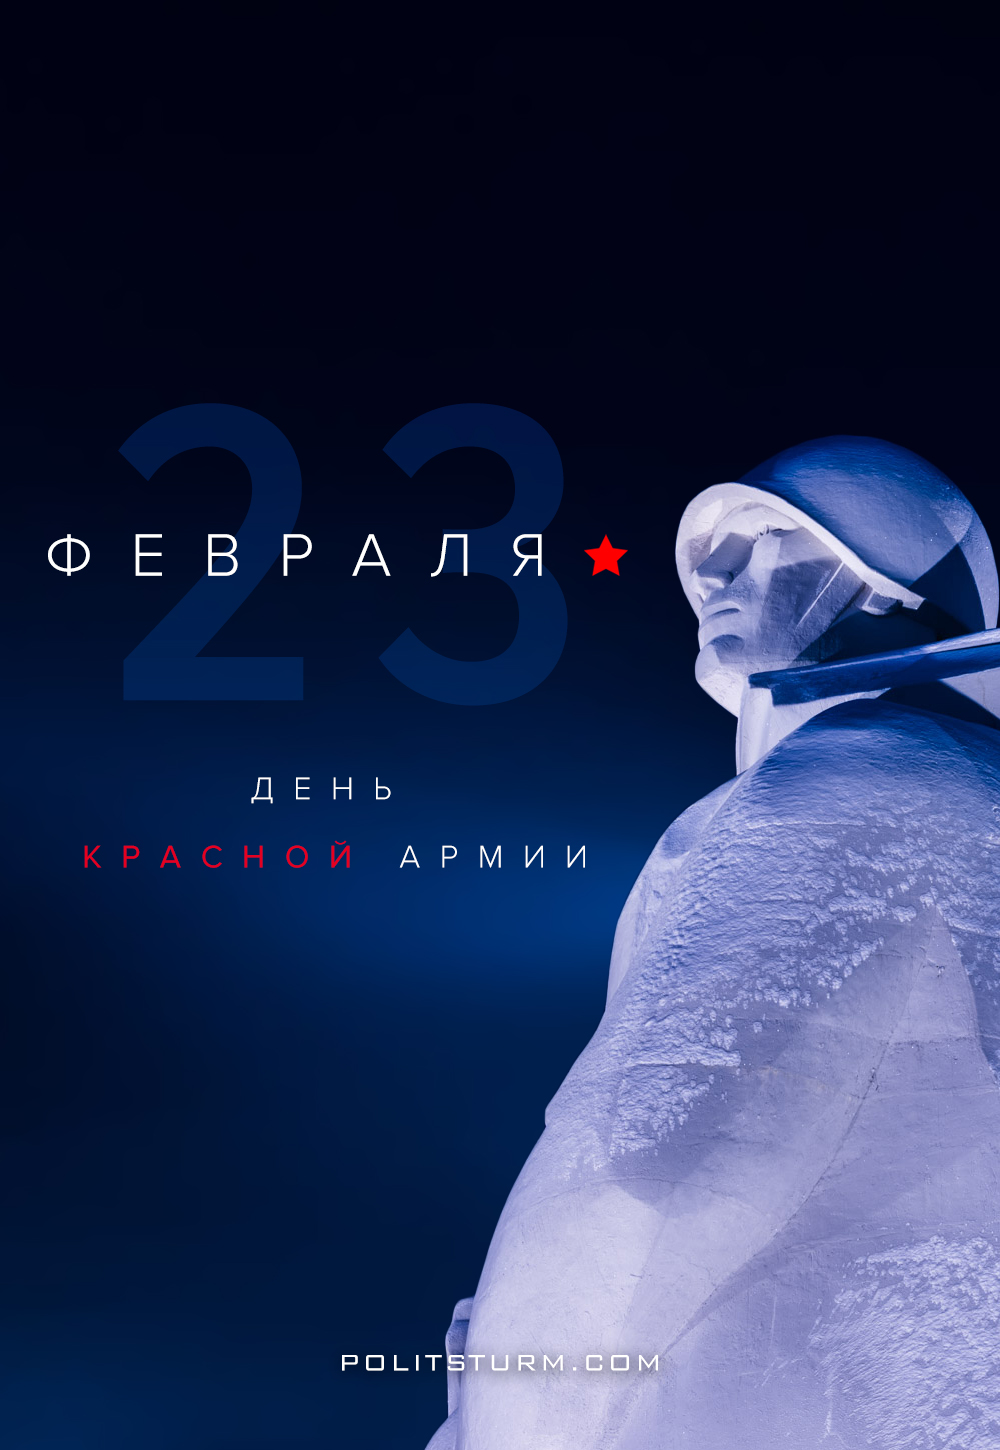 23
ФЕВРАЛЯ
ДЕНЬ
КРАСНОЙ АРМИИ
POLITSTURM.COM